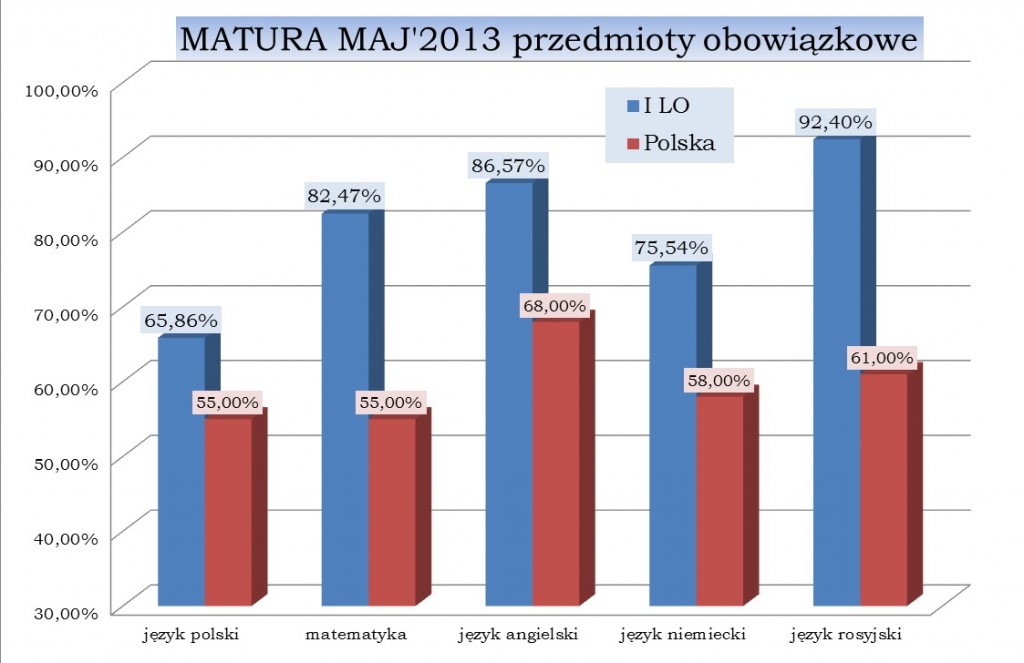 MATURA MAJ'2013 przedmioty obowiązkowe
100,00%
90,00%
80,00%
70,00%
60,00%
50,00%
40,00%
30,00%
I LO
Polska
65,86%
55,00%
82,47%
55,00%
86,57%
68,00%
75,54%
58,00%
92,40%
61,00%
język polski
matematyka
język angielski
język niemiecki
język rosyjski